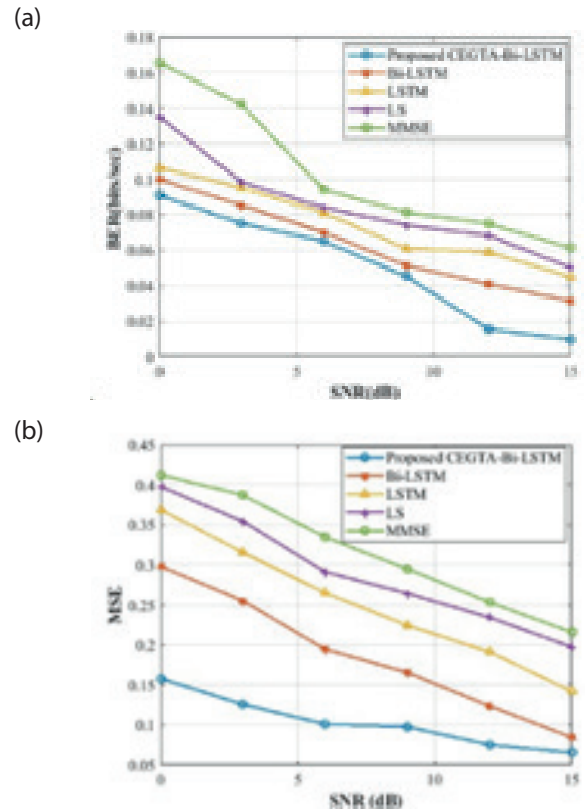 (a)
0.18
0.16
0.14
0.12
0.1
0.08
0.06
0.04
0.02
0
BER(bits/sec)
Proposed CEGTA-Bi-LSTM
Bi-LSTM
LSTM
LS
MMSE
0 5 10 15
SNR(dB)
(b)
0.45
0.4
0.35
0.3
0.25
0.2
0.15
0.1
0.05
MSE
Proposed CEGTA-Bi-LSTM
Bi-LSTM
LSTM
LS
MMSE
0 5 10 15
SNR (dB)